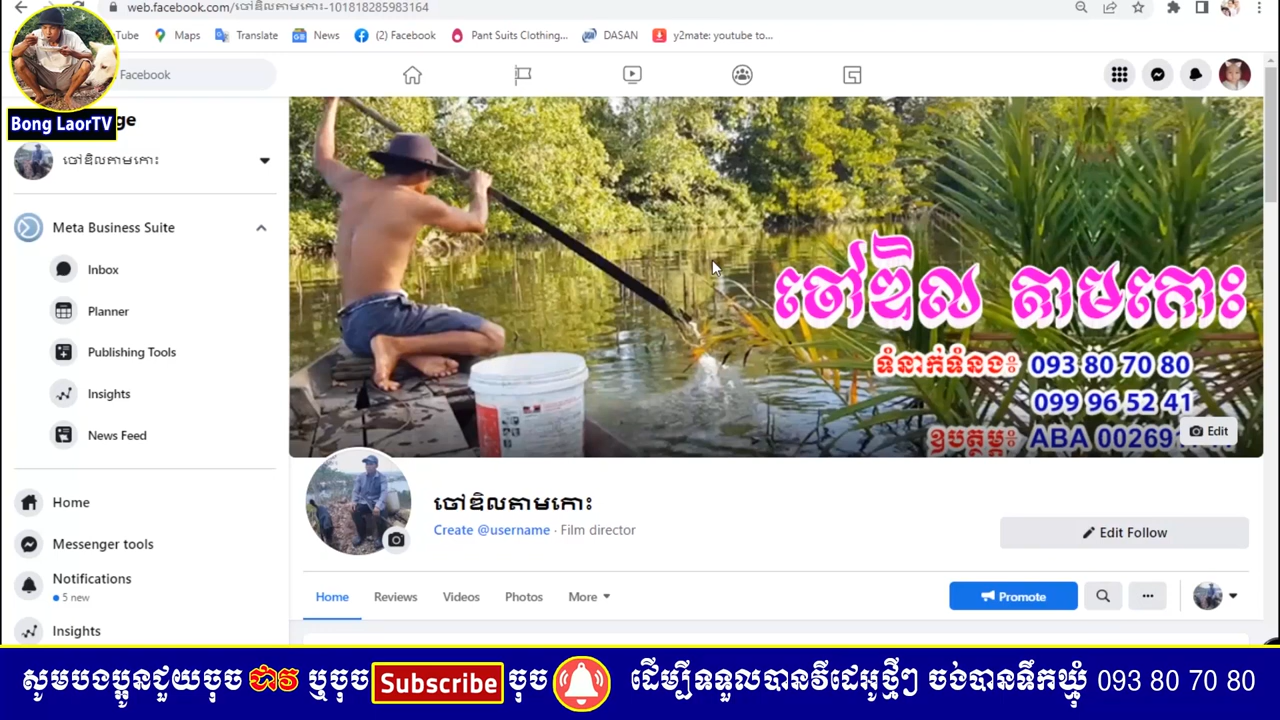 web.facebook.com/ចៅឌិលតាមកោះ-101818285983164
Tube
Maps
Translate
News
(2) Facebook
Pant Suits Clothing...
DASAN
y2mate: youtube to...
Facebook
Bong LaorTV
ge
ចៅឌិលតាមកោះ
Meta Business Suite
Inbox
Planner
Publishing Tools
Insights
News Feed
Home
Messenger tools
Notifications
5 new
Insights
ចៅឌិល តាមកោះ
ទំនាក់ទំនង៖ 093 80 70 80
099 96 52 41
ឧបត្ថម្ភ៖ ABA 00269
Edit
ចៅឌិលតាមកោះ
Create @username · Film director
Edit Follow
Home
Reviews
Videos
Photos
More
Promote
សូមបងប្អូនជួយចុច ជាវ ឬចុច Subscribe ចុច ដើម្បីទទួលបានវីដេអូថ្មីៗ ចង់បានទឹកឃ្មុំ 093 80 70 80